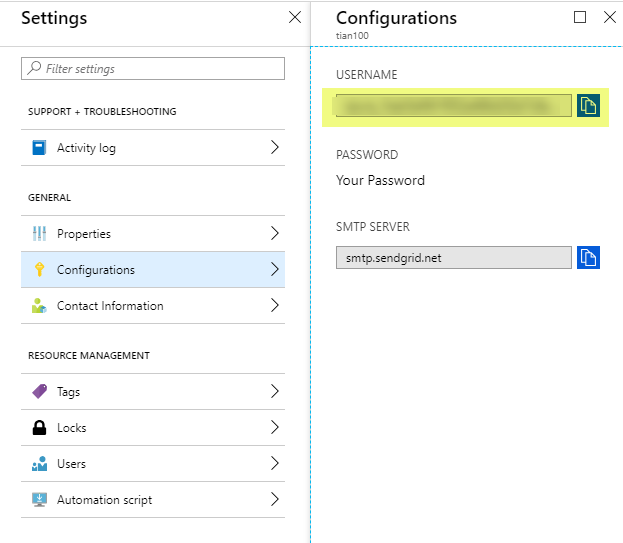 Settings
Filter settings
SUPPORT + TROUBLESHOOTING
Activity log
GENERAL
Properties
Configurations
Contact Information
RESOURCE MANAGEMENT
Tags
Locks
Users
Automation script
Configurations
tian100
USERNAME
PASSWORD
Your Password
SMTP SERVER
smtp.sendgrid.net